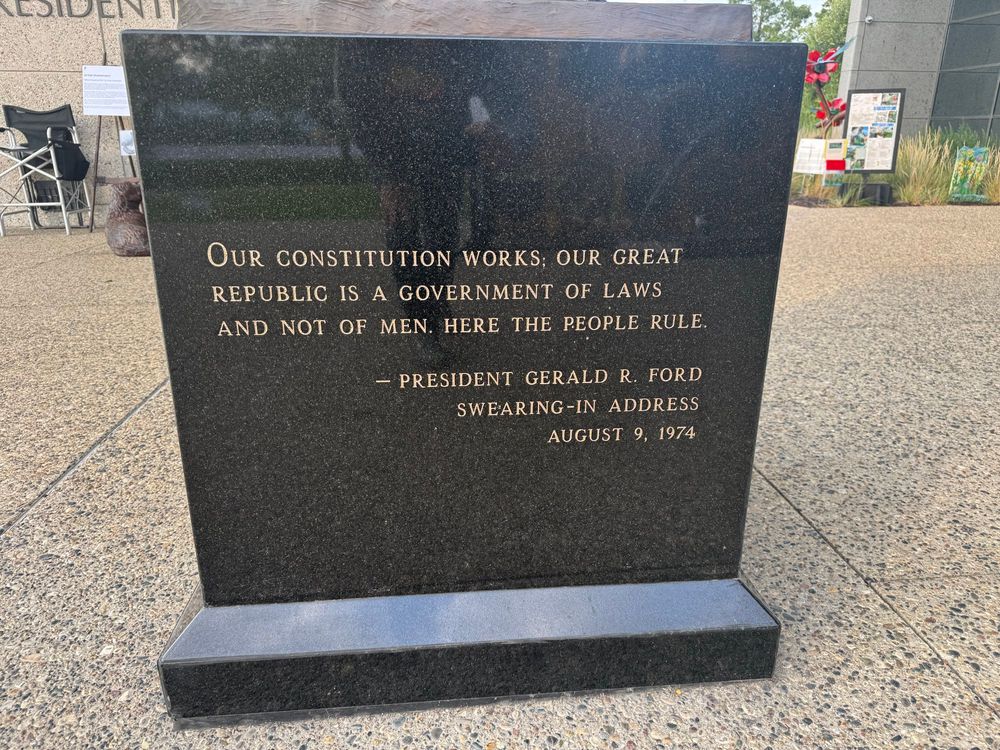 RESIDENTI
OUR CONSTITUTION WORKS; OUR GREAT
REPUBLIC IS A GOVERNMENT OF LAWS
AND NOT OF MEN. HERE THE PEOPLE RULE.
— PRESIDENT GERALD R. FORD
SWEARING-IN ADDRESS
AUGUST 9, 1974